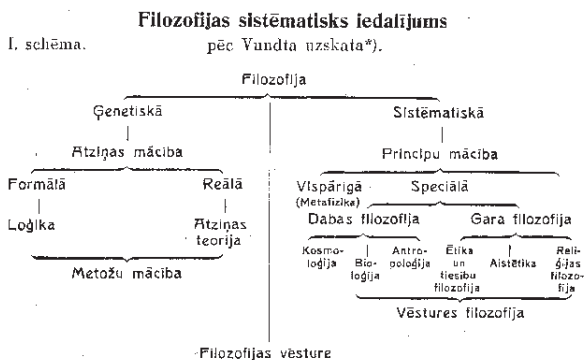 Filozofijas sistēmatisks iedalījums
I. schēma. pēc Vundta uzskata*).
Filozofija
Ģenetiskā Sistēmatiskā
Atziņas mācība Principu mācība
Formālā Reālā Vispārīgā Speciālā
(Metafizika)
Loģika Atziņas teorija Dabas filozofija Gara filozofija
Kosmo-
loģija
Bio-
loģija
Antro-
poloģija
Ētika
un
tiesību
filozofija
Aistētika
Reli-
ģijas
filozo-
fija
Metožu mācība
Vēstures filozofija
Filozofijas vēsture